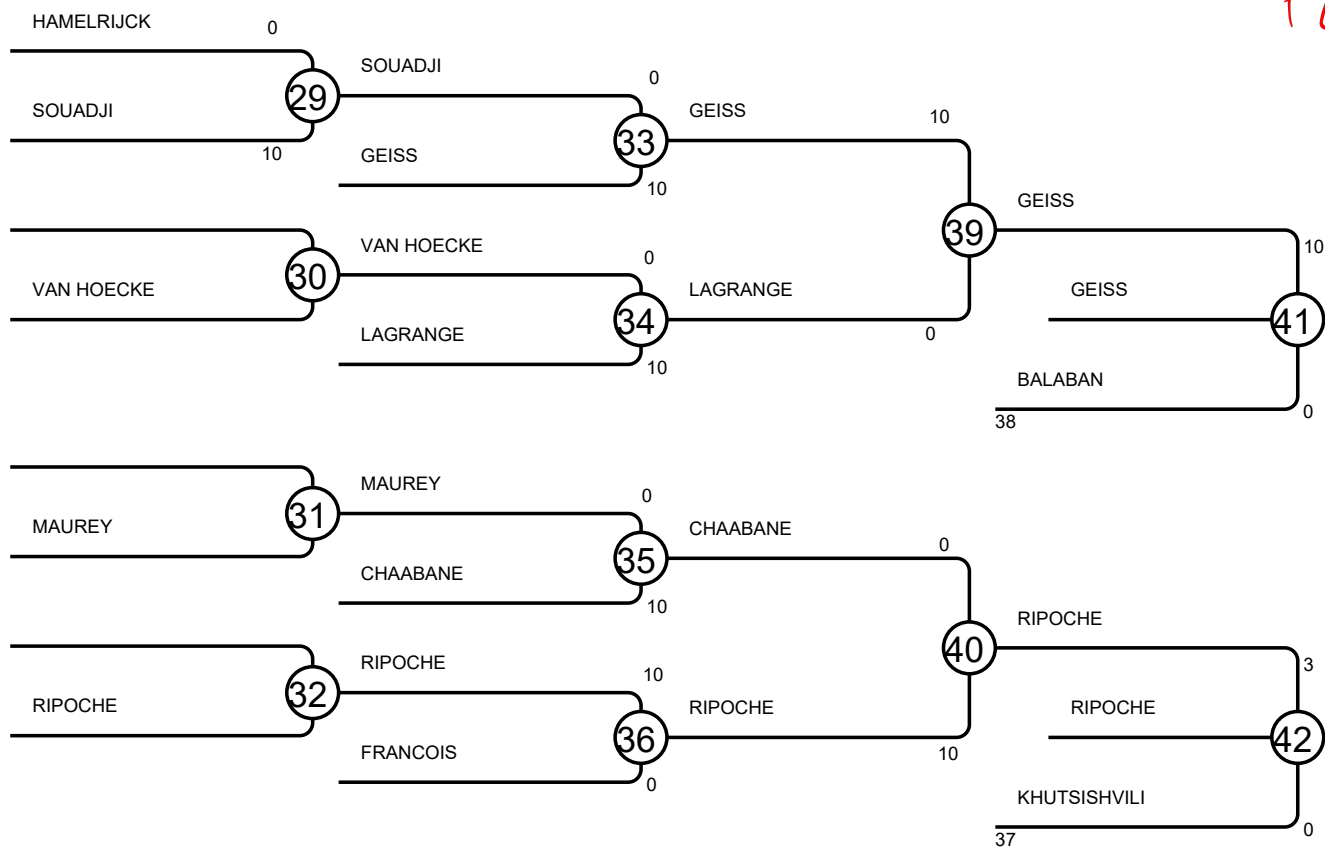 HAMELRIJCK
0
29
SOUADJI
10
SOUADJI
0
33
GEISS
10
VAN HOECKE
30
VAN HOECKE
0
34
LAGRANGE
10
GEISS
10
39
LAGRANGE
0
GEISS
10
GEISS
41
BALABAN
0
38
MAUREY
31
MAUREY
0
35
CHAABANE
10
RIPOCHE
32
RIPOCHE
10
36
FRANCOIS
0
CHAABANE
0
40
RIPOCHE
10
RIPOCHE
3
RIPOCHE
42
KHUTSISHVILI
0
37